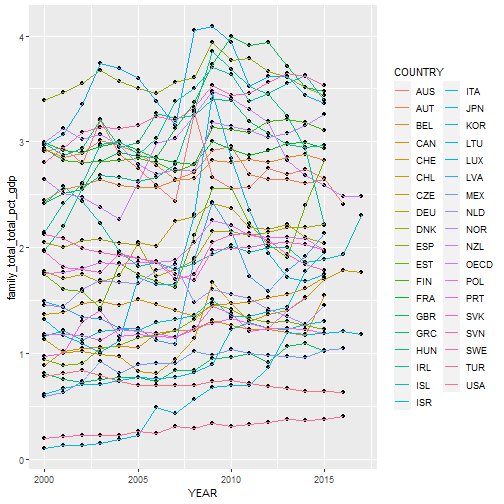 family_total_total_pct_gdp
4
3
2
1
0
2000
2005
2010
2015
YEAR
COUNTRY
AUS
AUT
BEL
CAN
CHE
CHL
CZE
DEU
DNK
ESP
EST
FIN
FRA
GBR
GRC
HUN
IRL
ISL
ISR
ITA
JPN
KOR
LTU
LUX
LVA
MEX
NLD
NOR
NZL
OECD
POL
PRT
SVK
SVN
SWE
TUR
USA